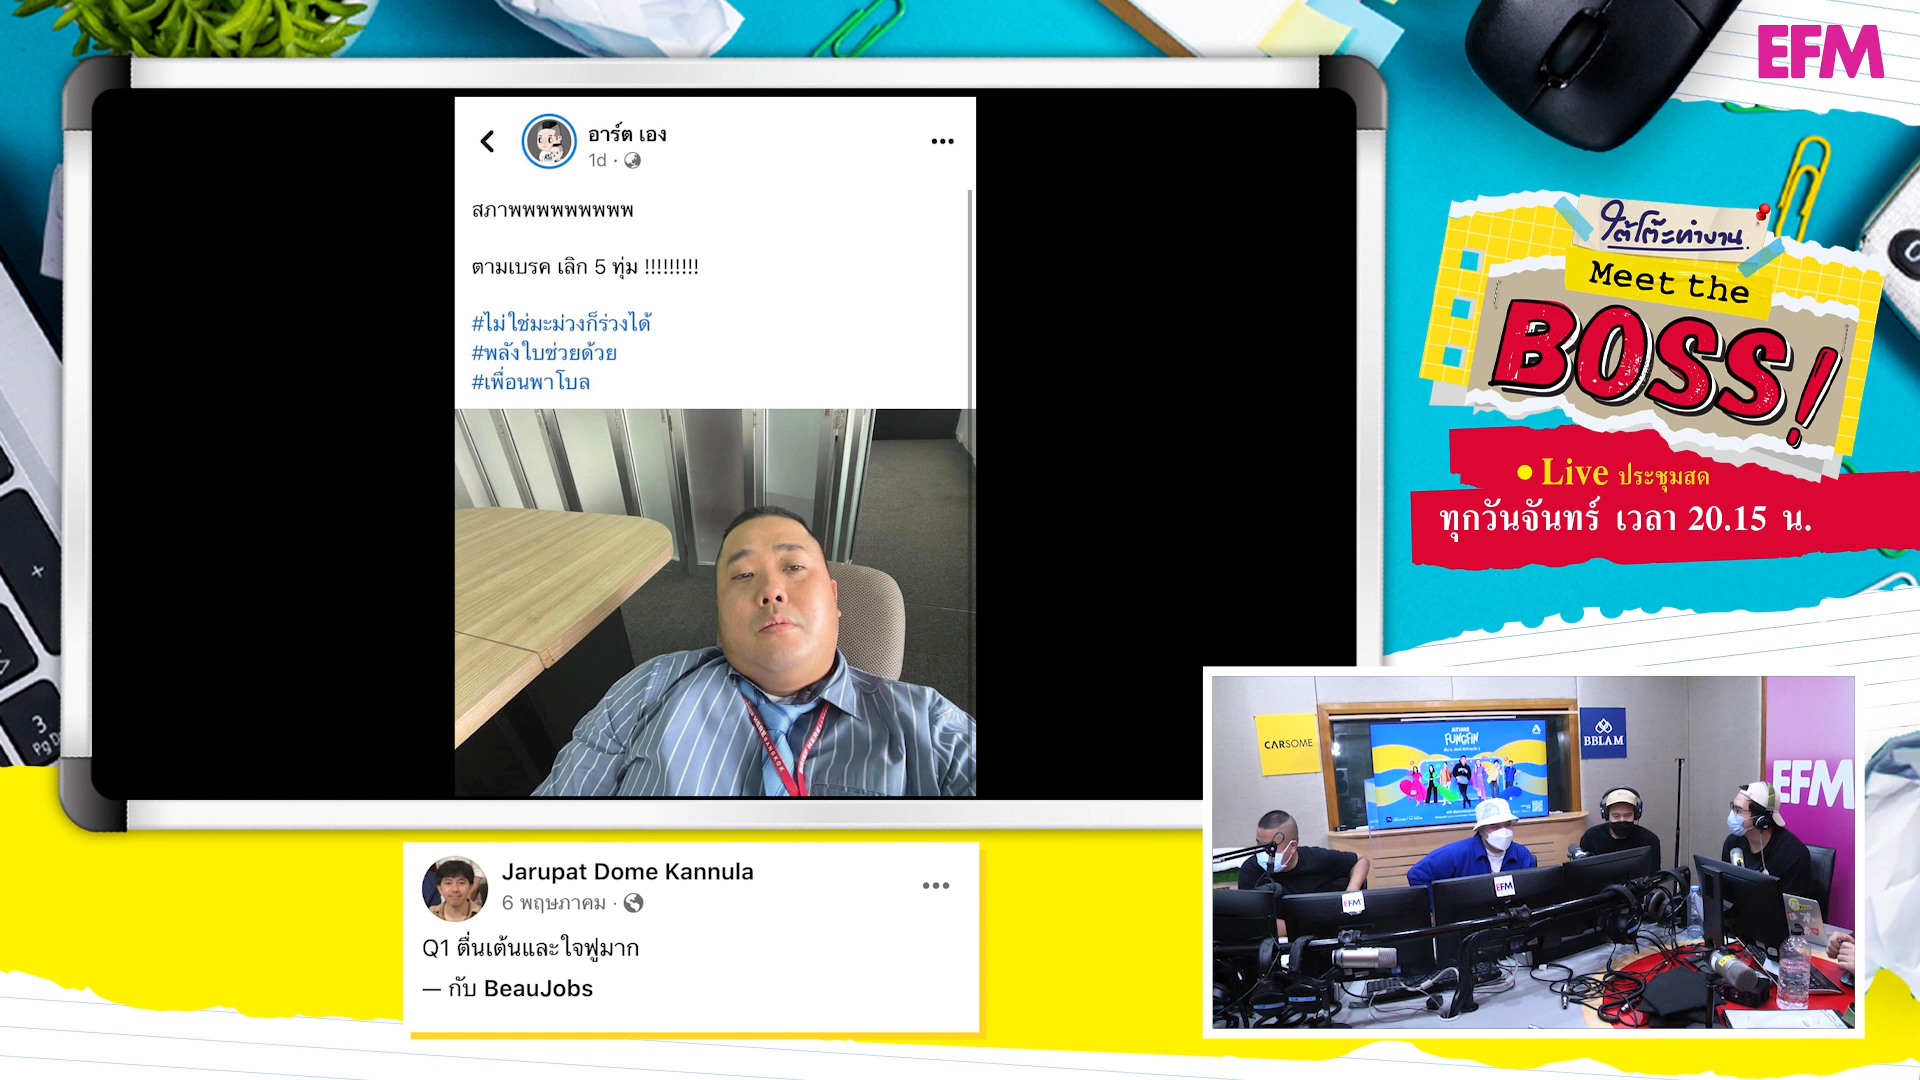 EFM
อาร์ต เอง
1d ·
สภาพพพพพพพพพ
ตามเบรค เลิก 5 ทุ่ม !!!!!!!!!
#ไม่ใช่มะม่วงก็ร่วงได้
#พลังใบช่วยด้วย
#เพื่อนพาโบล
ใต้โต๊ะทำงาน
Meet the
BOSS!
• Live ประชุมสด
ทุกวันจันทร์ เวลา 20.15 น.
CARSOME
ATIME
FUNGFIN
BBLAM
EFM
EFM
EFM
Jarupat Dome Kannula
6 พฤษภาคม ·
Q1 ตื่นเต้นและใจฟูมาก
— กับ BeauJobs